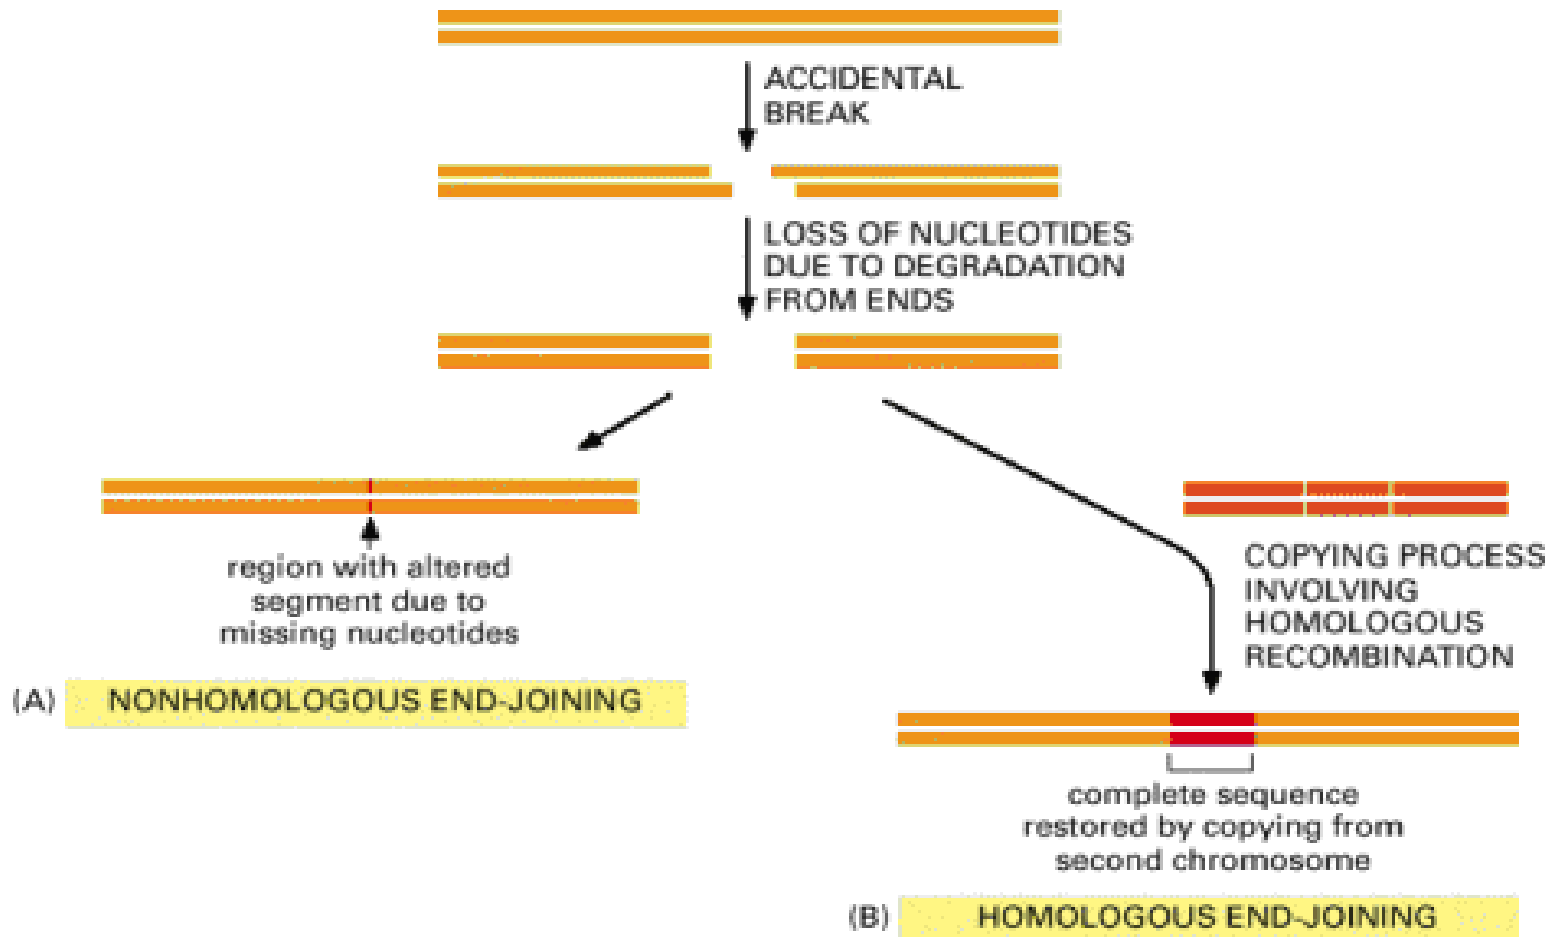 ACCIDENTAL
BREAK
LOSS OF NUCLEOTIDES
DUE TO DEGRADATION
FROM ENDS
region with altered
segment due to
missing nucleotides
(A) NONHOMOLOGOUS END-JOINING
COPYING PROCESS
INVOLVING
HOMOLOGOUS
RECOMBINATION
complete sequence
restored by copying from
second chromosome
(B) HOMOLOGOUS END-JOINING